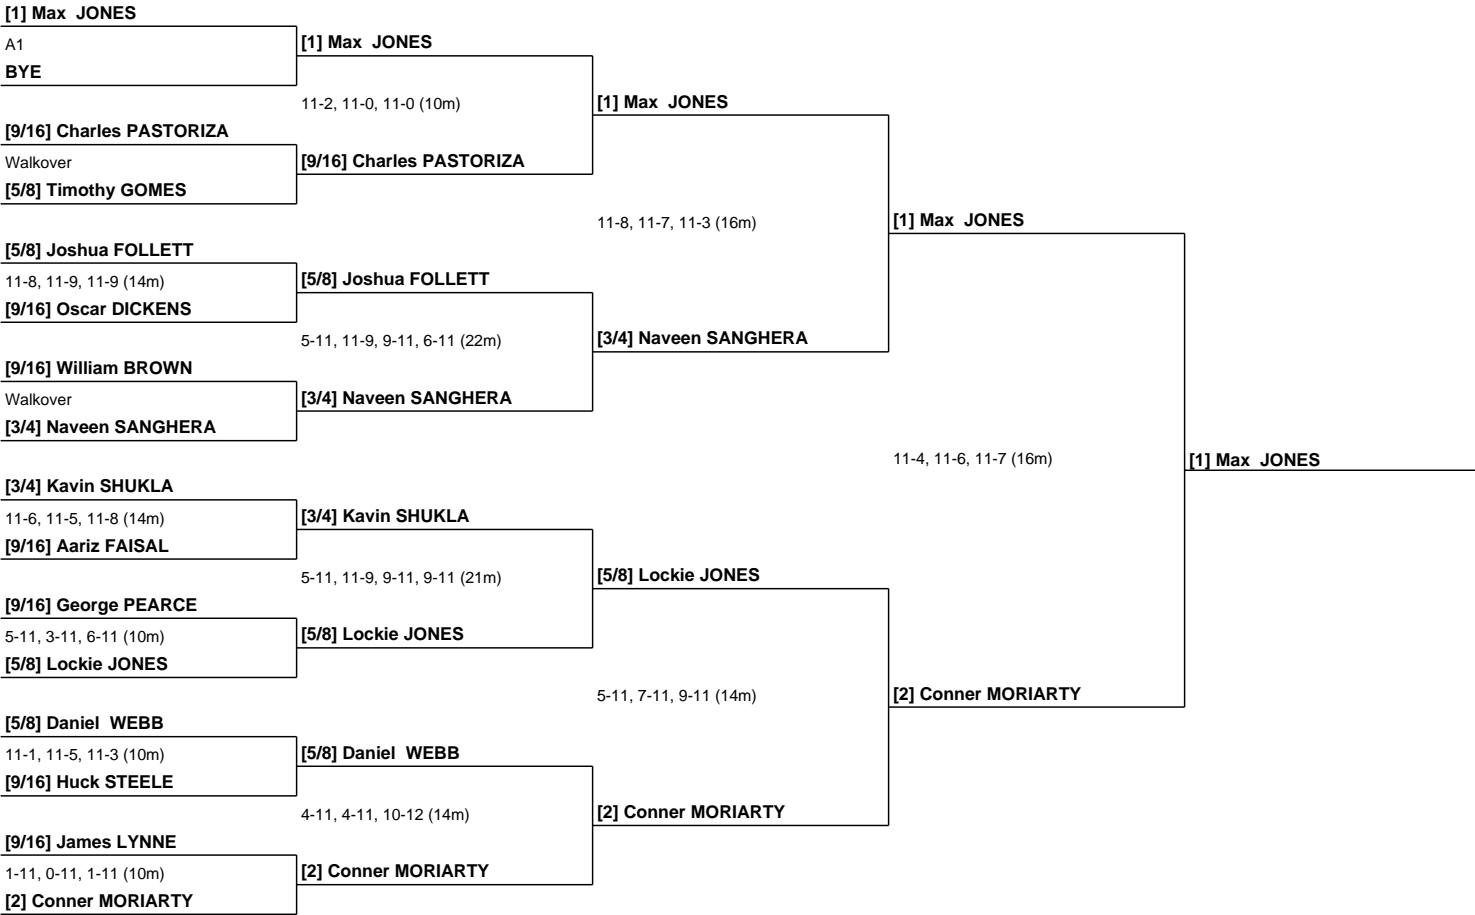 [1] Max  JONES
A1
BYE
[9/16] Charles PASTORIZA
Walkover
[5/8] Timothy GOMES
[5/8] Joshua FOLLETT
11-8, 11-9, 11-9 (14m)
[9/16] Oscar DICKENS
[9/16] William BROWN
Walkover
[3/4] Naveen SANGHERA
[3/4] Kavin SHUKLA
11-6, 11-5, 11-8 (14m)
[9/16] Aariz FAISAL
[9/16] George PEARCE
5-11, 3-11, 6-11 (10m)
[5/8] Lockie JONES
[5/8] Daniel  WEBB
11-1, 11-5, 11-3 (10m)
[9/16] Huck STEELE
[9/16] James LYNNE
1-11, 0-11, 1-11 (10m)
[2] Conner MORIARTY
[1] Max  JONES
11-2, 11-0, 11-0 (10m)
[9/16] Charles PASTORIZA
[5/8] Joshua FOLLETT
5-11, 11-9, 9-11, 6-11 (22m)
[3/4] Naveen SANGHERA
[3/4] Kavin SHUKLA
5-11, 11-9, 9-11, 9-11 (21m)
[5/8] Lockie JONES
[5/8] Daniel  WEBB
4-11, 4-11, 10-12 (14m)
[2] Conner MORIARTY
[1] Max  JONES
11-8, 11-7, 11-3 (16m)
[3/4] Naveen SANGHERA
[5/8] Lockie JONES
5-11, 7-11, 9-11 (14m)
[2] Conner MORIARTY
[1] Max  JONES
11-4, 11-6, 11-7 (16m)
[2] Conner MORIARTY
[1] Max  JONES